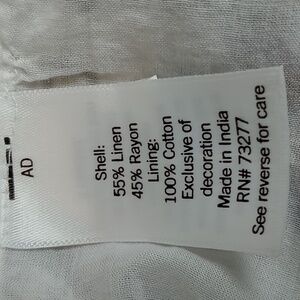 AD
Shell:
55% Linen
45% Rayon
Lining:
100% Cotton
Exclusive of
decoration
Made in India
RN# 73277
See reverse for care